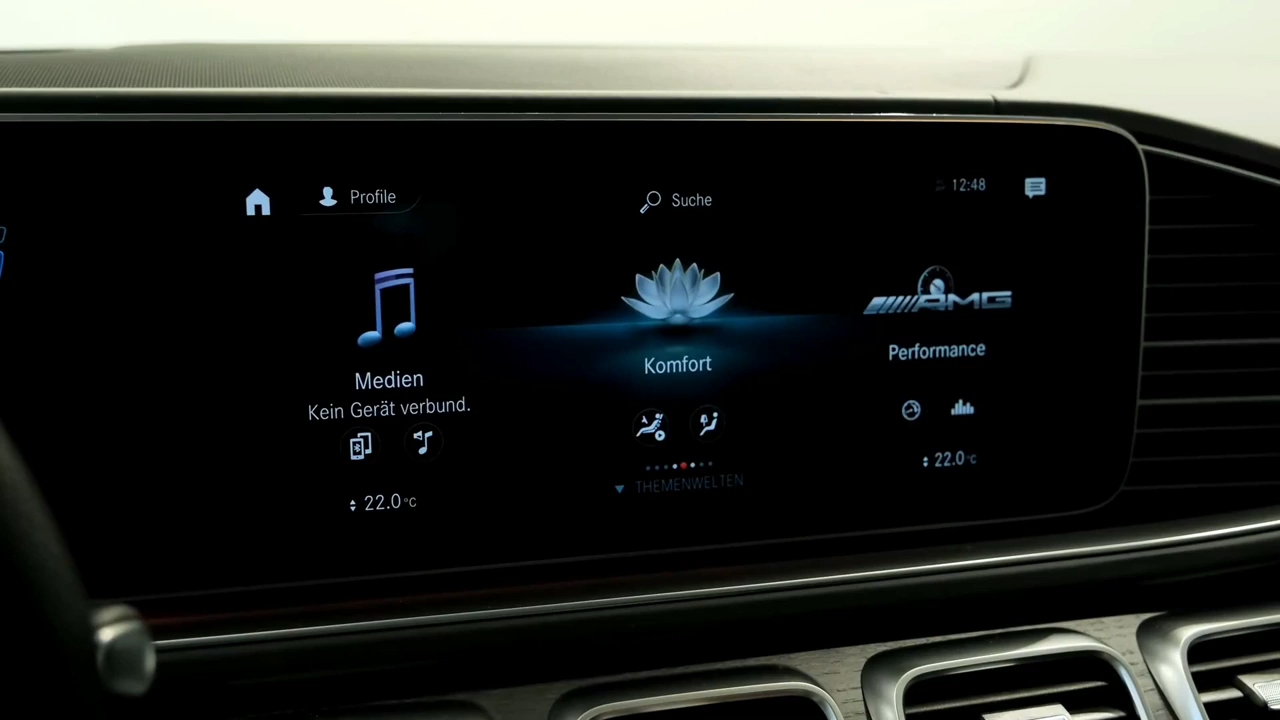 Profile
Suche
12:48
AMG
Medien
Kein Gerät verbund.
Komfort
Performance
THEMENWELTEN
22.0°C
22.0°C